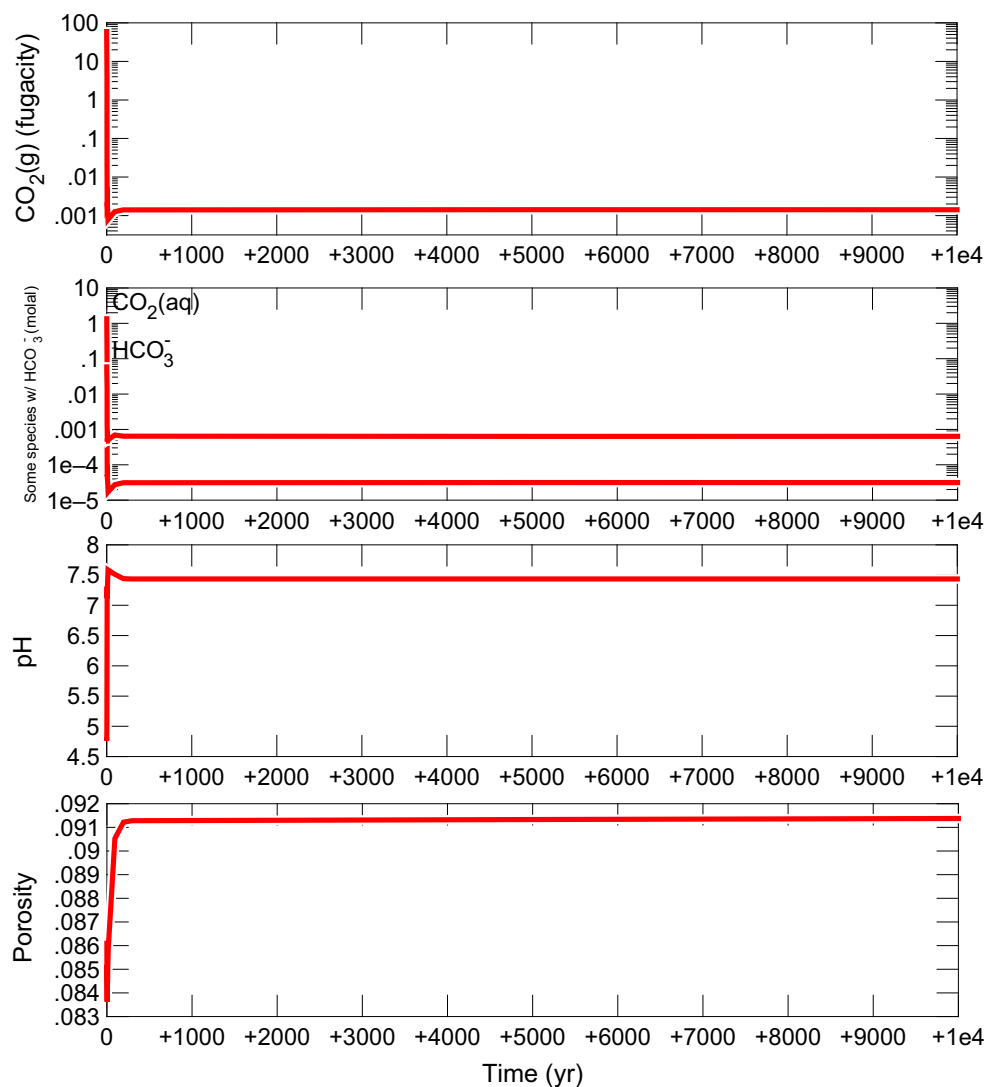 100
10
1
.1
.01
.001
CO₂(g) (fugacity)
0 +1000 +2000 +3000 +4000 +5000 +6000 +7000 +8000 +9000 +1e4
10
1
.1
.01
.001
1e–4
1e–5
Some species w/ HCO₃⁻(molal)
CO₂(aq)
HCO₃⁻
0 +1000 +2000 +3000 +4000 +5000 +6000 +7000 +8000 +9000 +1e4
8
7.5
7
6.5
6
5.5
5
4.5
pH
0 +1000 +2000 +3000 +4000 +5000 +6000 +7000 +8000 +9000 +1e4
.092
.091
.09
.089
.088
.087
.086
.085
.084
.083
Porosity
0 +1000 +2000 +3000 +4000 +5000 +6000 +7000 +8000 +9000 +1e4
Time (yr)